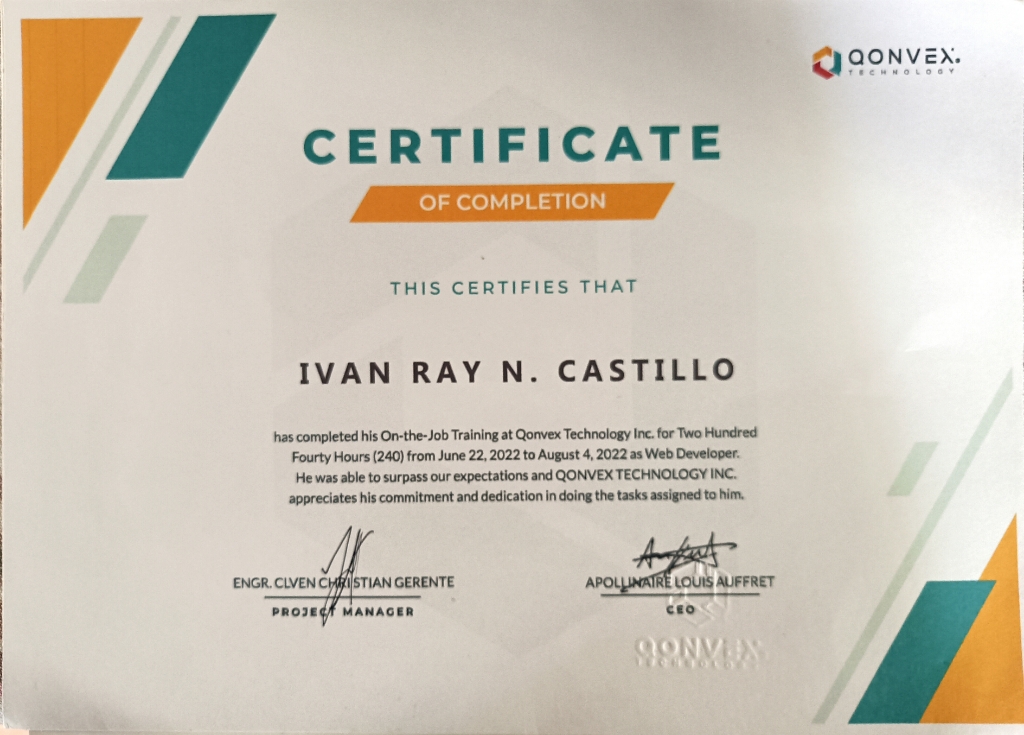 QONVEX.
TECHNOLOGY
CERTIFICATE
OF COMPLETION
THIS CERTIFIES THAT
IVAN RAY N. CASTILLO
has completed his On-the-Job Training at Qonvex Technology Inc. for Two Hundred
Fourty Hours (240) from June 22, 2022 to August 4, 2022 as Web Developer.
He was able to surpass our expectations and QONVEX TECHNOLOGY INC.
appreciates his commitment and dedication in doing the tasks assigned to him.
ENGR. CLVEN CHRISTIAN GERENTE
PROJECT MANAGER
APOLLINAIRE LOUIS AUFFRET
CEO
QONVEX
TECHNOLOGY